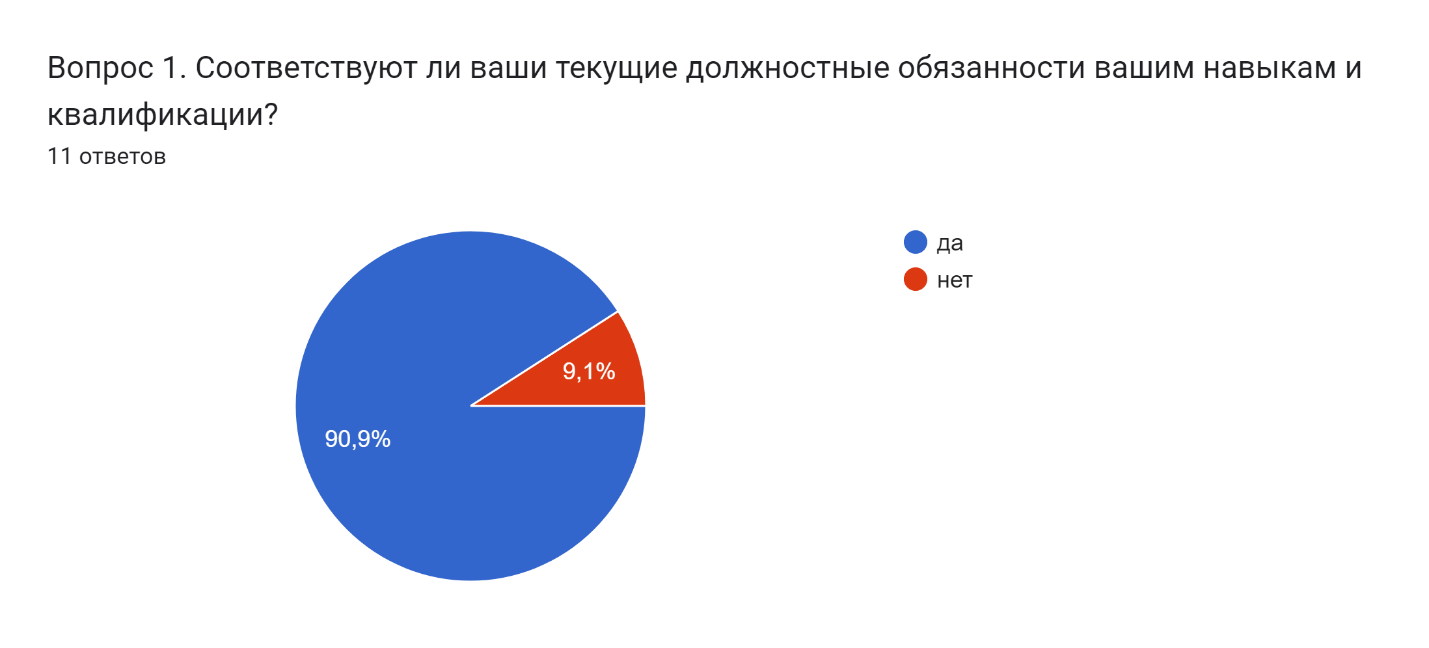 Вопрос 1. Соответствуют ли ваши текущие должностные обязанности вашим навыкам и
квалификации?
11 ответов
да
нет
9,1%
90,9%